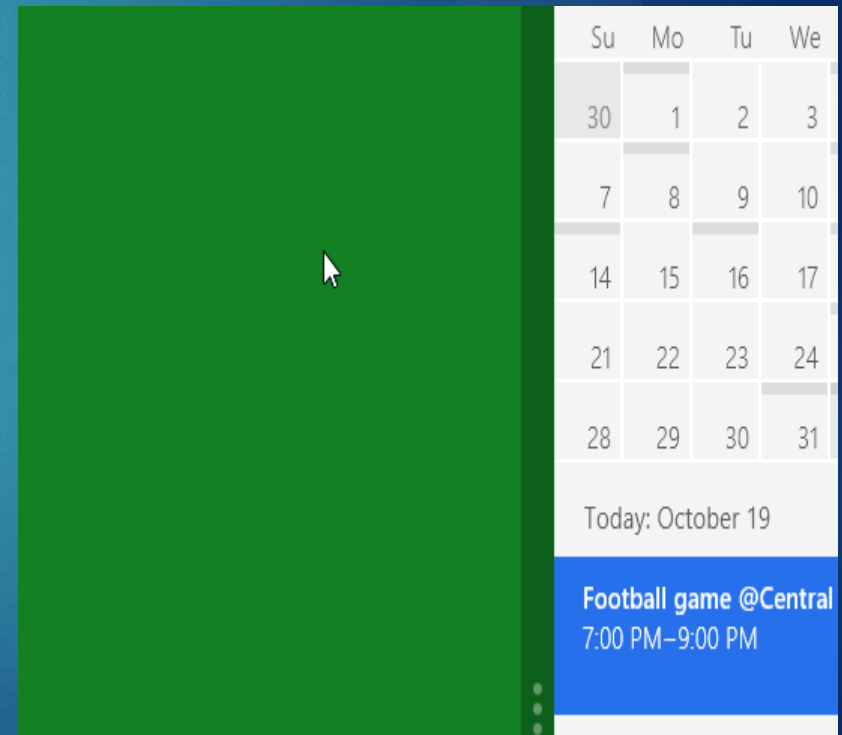 Su Mo Tu We
30 1 2 3
7 8 9 10
14 15 16 17
21 22 23 24
28 29 30 31
Today: October 19
Football game @Central
7:00 PM–9:00 PM